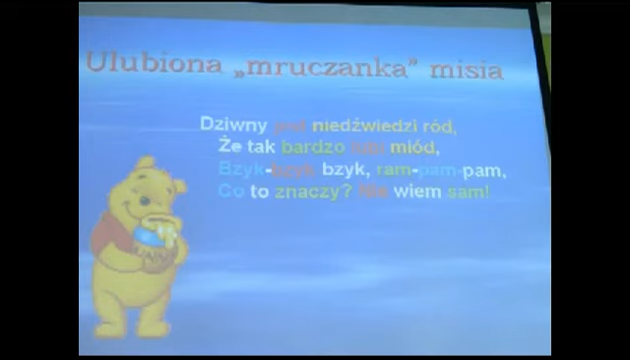 Ulubiona „mruczanka” misia
Dziwny jest niedźwiedzi ród,
Że tak bardzo lubi miód,
Bzyk-bzyk bzyk, ram-pam-pam,
Co to znaczy? Nie wiem sam!